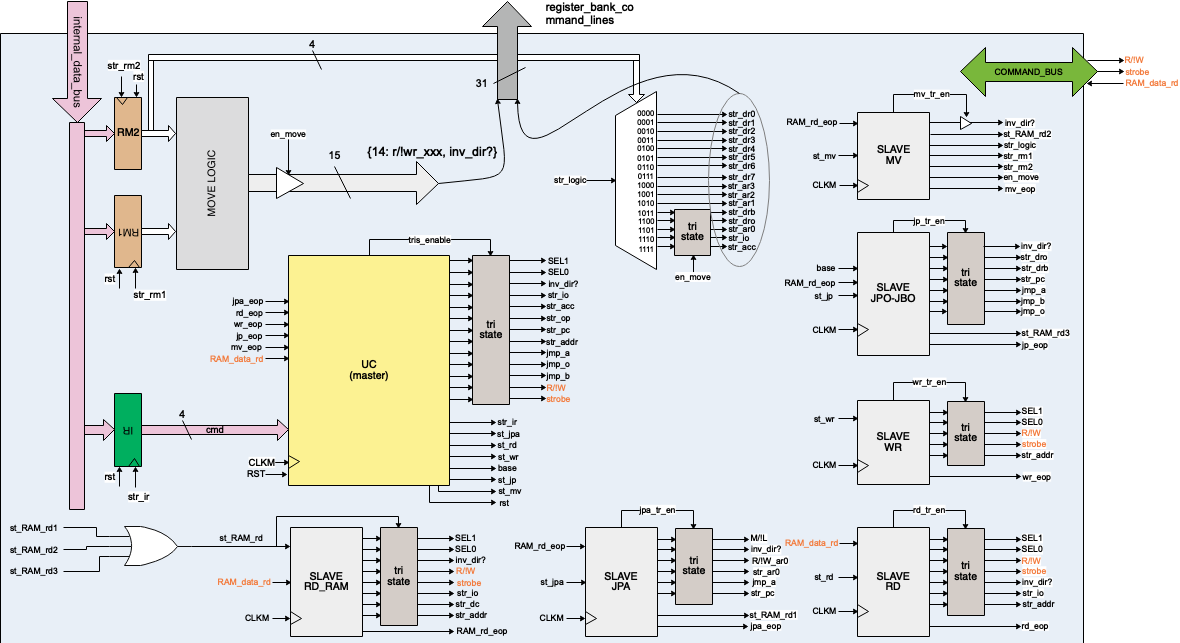 register_bank_co
mmand_lines
internal_data_bus
4
31
str_rm2
rst
RM2
MOVE LOGIC
en_move
15
{14: r/!wr_xxx, inv_dir?}
RM1
rst
str_rm1
str_logic
0000
0001
0010
0011
0100
0101
0110
0111
1000
1001
1010
1011
1100
1101
1110
1111
tri
state
en_move
str_dr0
str_dr1
str_dr2
str_dr3
str_dr4
str_dr5
str_dr6
str_dr7
str_ar3
str_ar2
str_ar1
str_drb
str_dro
str_ar0
str_io
str_acc
COMMAND_BUS
R/!W
strobe
RAM_data_rd
mv_tr_en
RAM_rd_eop
st_mv
CLKM
SLAVE
MV
inv_dir?
st_RAM_rd2
str_logic
str_rm1
str_rm2
en_move
mv_eop
jp_tr_en
base
RAM_rd_eop
st_jp
CLKM
SLAVE
JPO-JBO
tri
state
inv_dir?
str_dro
str_drb
str_pc
jmp_a
jmp_b
jmp_o
st_RAM_rd3
jp_eop
tris_enable
jpa_eop
rd_eop
wr_eop
jp_eop
mv_eop
RAM_data_rd
UC
(master)
CLKM
RST
tri
state
SEL1
SEL0
inv_dir?
str_io
str_acc
str_op
str_pc
str_addr
jmp_a
jmp_o
jmp_b
R/!W
strobe
str_ir
st_jpa
st_rd
st_wr
base
st_jp
st_mv
rst
IR
4
cmd
rst
str_ir
wr_tr_en
st_wr
CLKM
SLAVE
WR
tri
state
SEL1
SEL0
R/!W
strobe
str_addr
wr_eop
st_RAM_rd1
st_RAM_rd2
st_RAM_rd3
st_RAM_rd
RAM_data_rd
CLKM
SLAVE
RD_RAM
tri
state
SEL1
SEL0
inv_dir?
R/!W
strobe
str_io
str_dc
str_addr
RAM_rd_eop
jpa_tr_en
RAM_rd_eop
st_jpa
CLKM
SLAVE
JPA
tri
state
M/!L
inv_dir?
R/!W_ar0
str_ar0
jmp_a
str_pc
st_RAM_rd1
jpa_eop
rd_tr_en
RAM_data_rd
st_rd
CLKM
SLAVE
RD
tri
state
SEL1
SEL0
R/!W
strobe
inv_dir?
str_io
str_addr
rd_eop